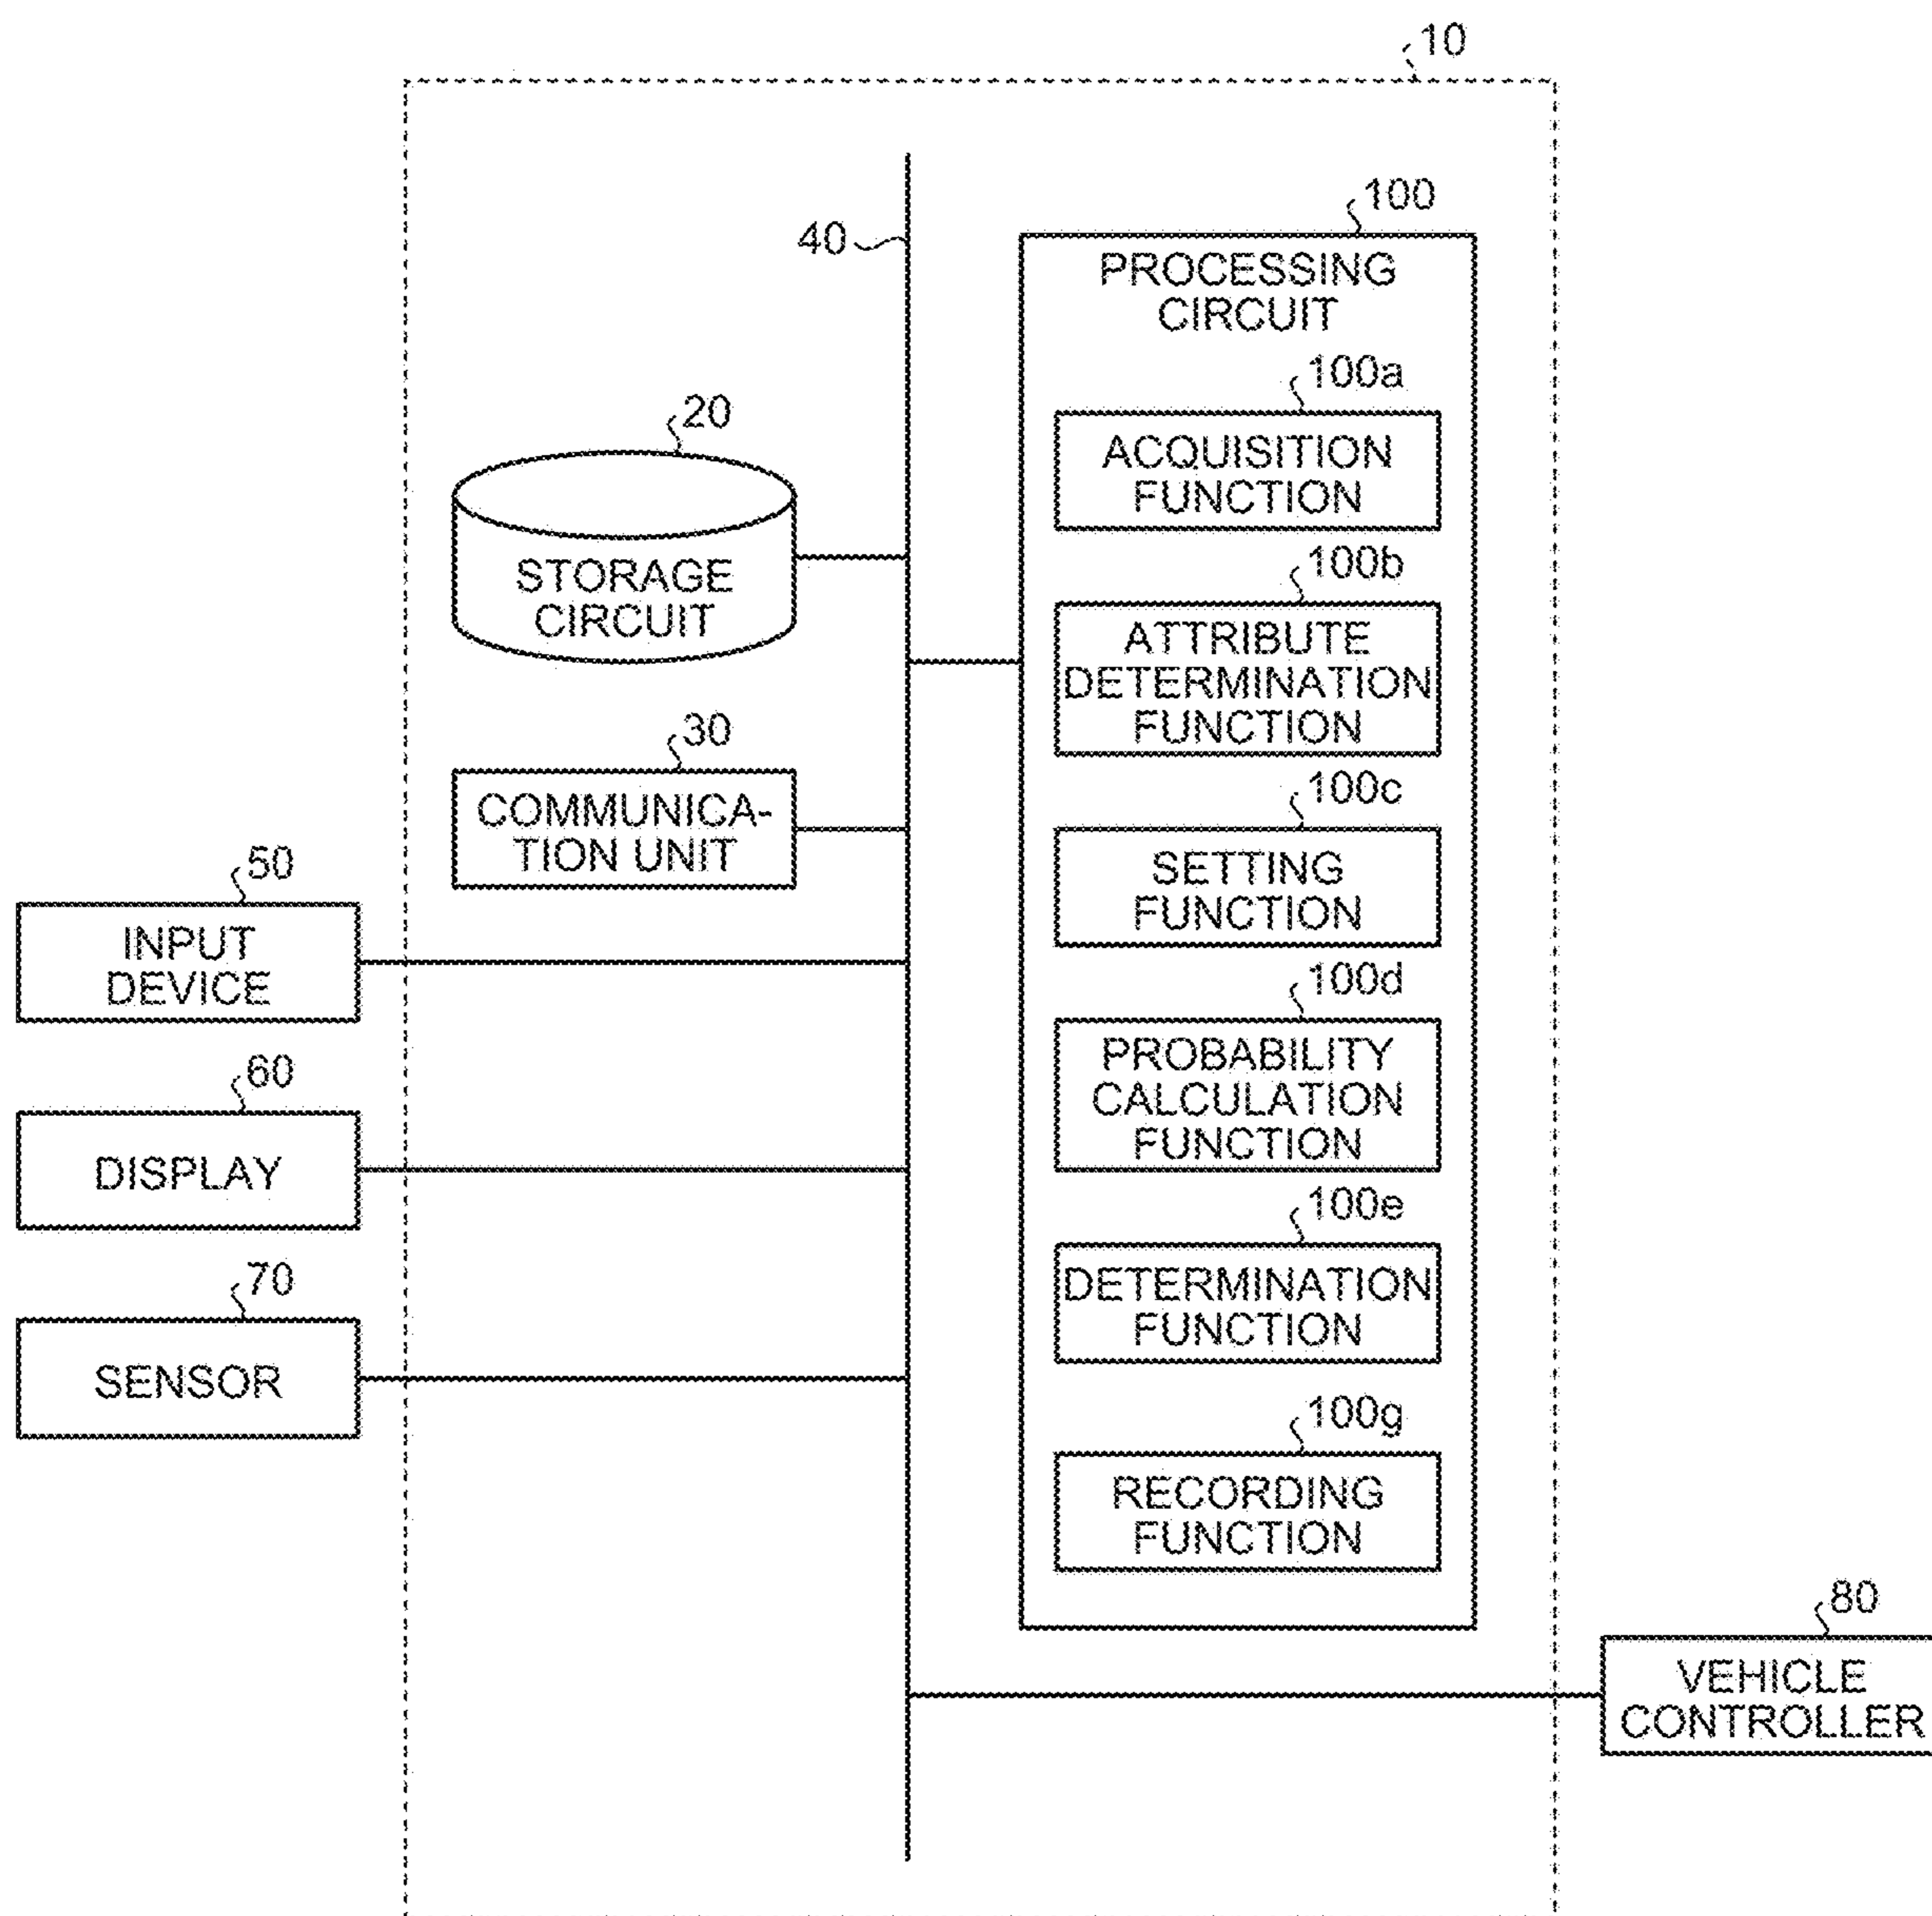 10
100
40
PROCESSING
CIRCUIT
100a
ACQUISITION
FUNCTION
20
STORAGE
CIRCUIT
100b
ATTRIBUTE
DETERMINATION
FUNCTION
30
COMMUNICA-
TION UNIT
100c
SETTING
FUNCTION
50
INPUT
DEVICE
100d
PROBABILITY
CALCULATION
FUNCTION
60
DISPLAY
100e
DETERMINATION
FUNCTION
70
SENSOR
100g
RECORDING
FUNCTION
80
VEHICLE
CONTROLLER